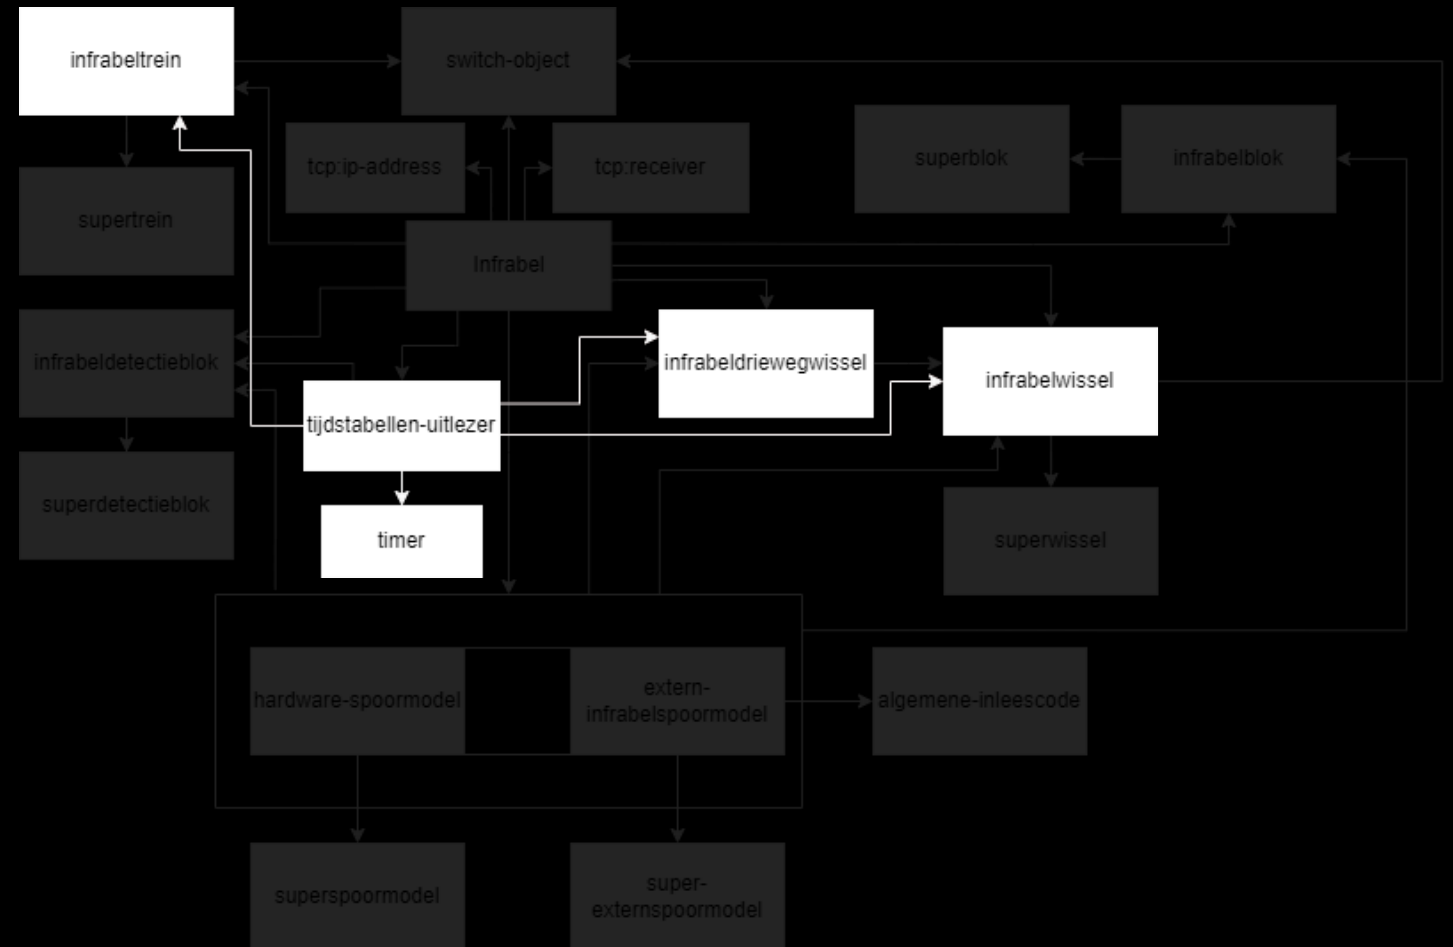 infrabeltrein
switch-object
tcp:ip-address
tcp:receiver
superblok
infrabelblok
supertrein
Infrabel
infrabeldetectieblok
infrabeldriewegwissel
infrabelwissel
tijdstabellen-uitlezer
superdetectieblok
timer
superwissel
hardware-spoormodel
extern-
infrabelspoormodel
algemene-inleescode
superspoormodel
super-
externspoormodel